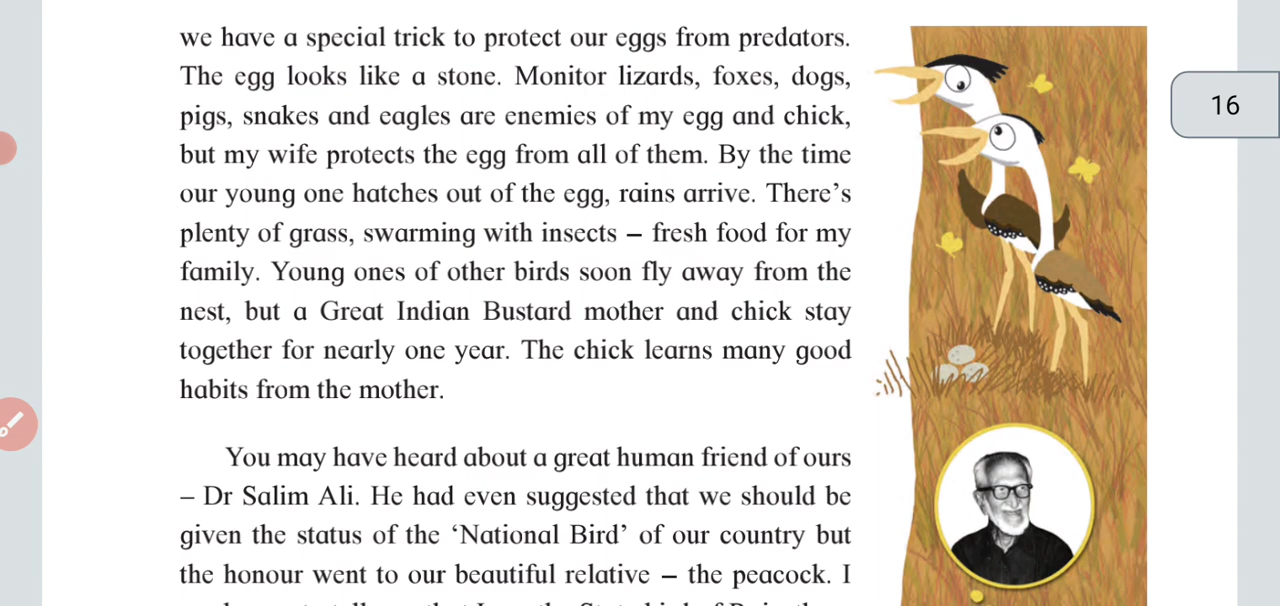 we have a special trick to protect our eggs from predators.
The egg looks like a stone. Monitor lizards, foxes, dogs,
pigs, snakes and eagles are enemies of my egg and chick,
but my wife protects the egg from all of them. By the time
our young one hatches out of the egg, rains arrive. There’s
plenty of grass, swarming with insects – fresh food for my
family. Young ones of other birds soon fly away from the
nest, but a Great Indian Bustard mother and chick stay
together for nearly one year. The chick learns many good
habits from the mother.
You may have heard about a great human friend of ours
– Dr Salim Ali. He had even suggested that we should be
given the status of the ‘National Bird’ of our country but
the honour went to our beautiful relative – the peacock. I
16